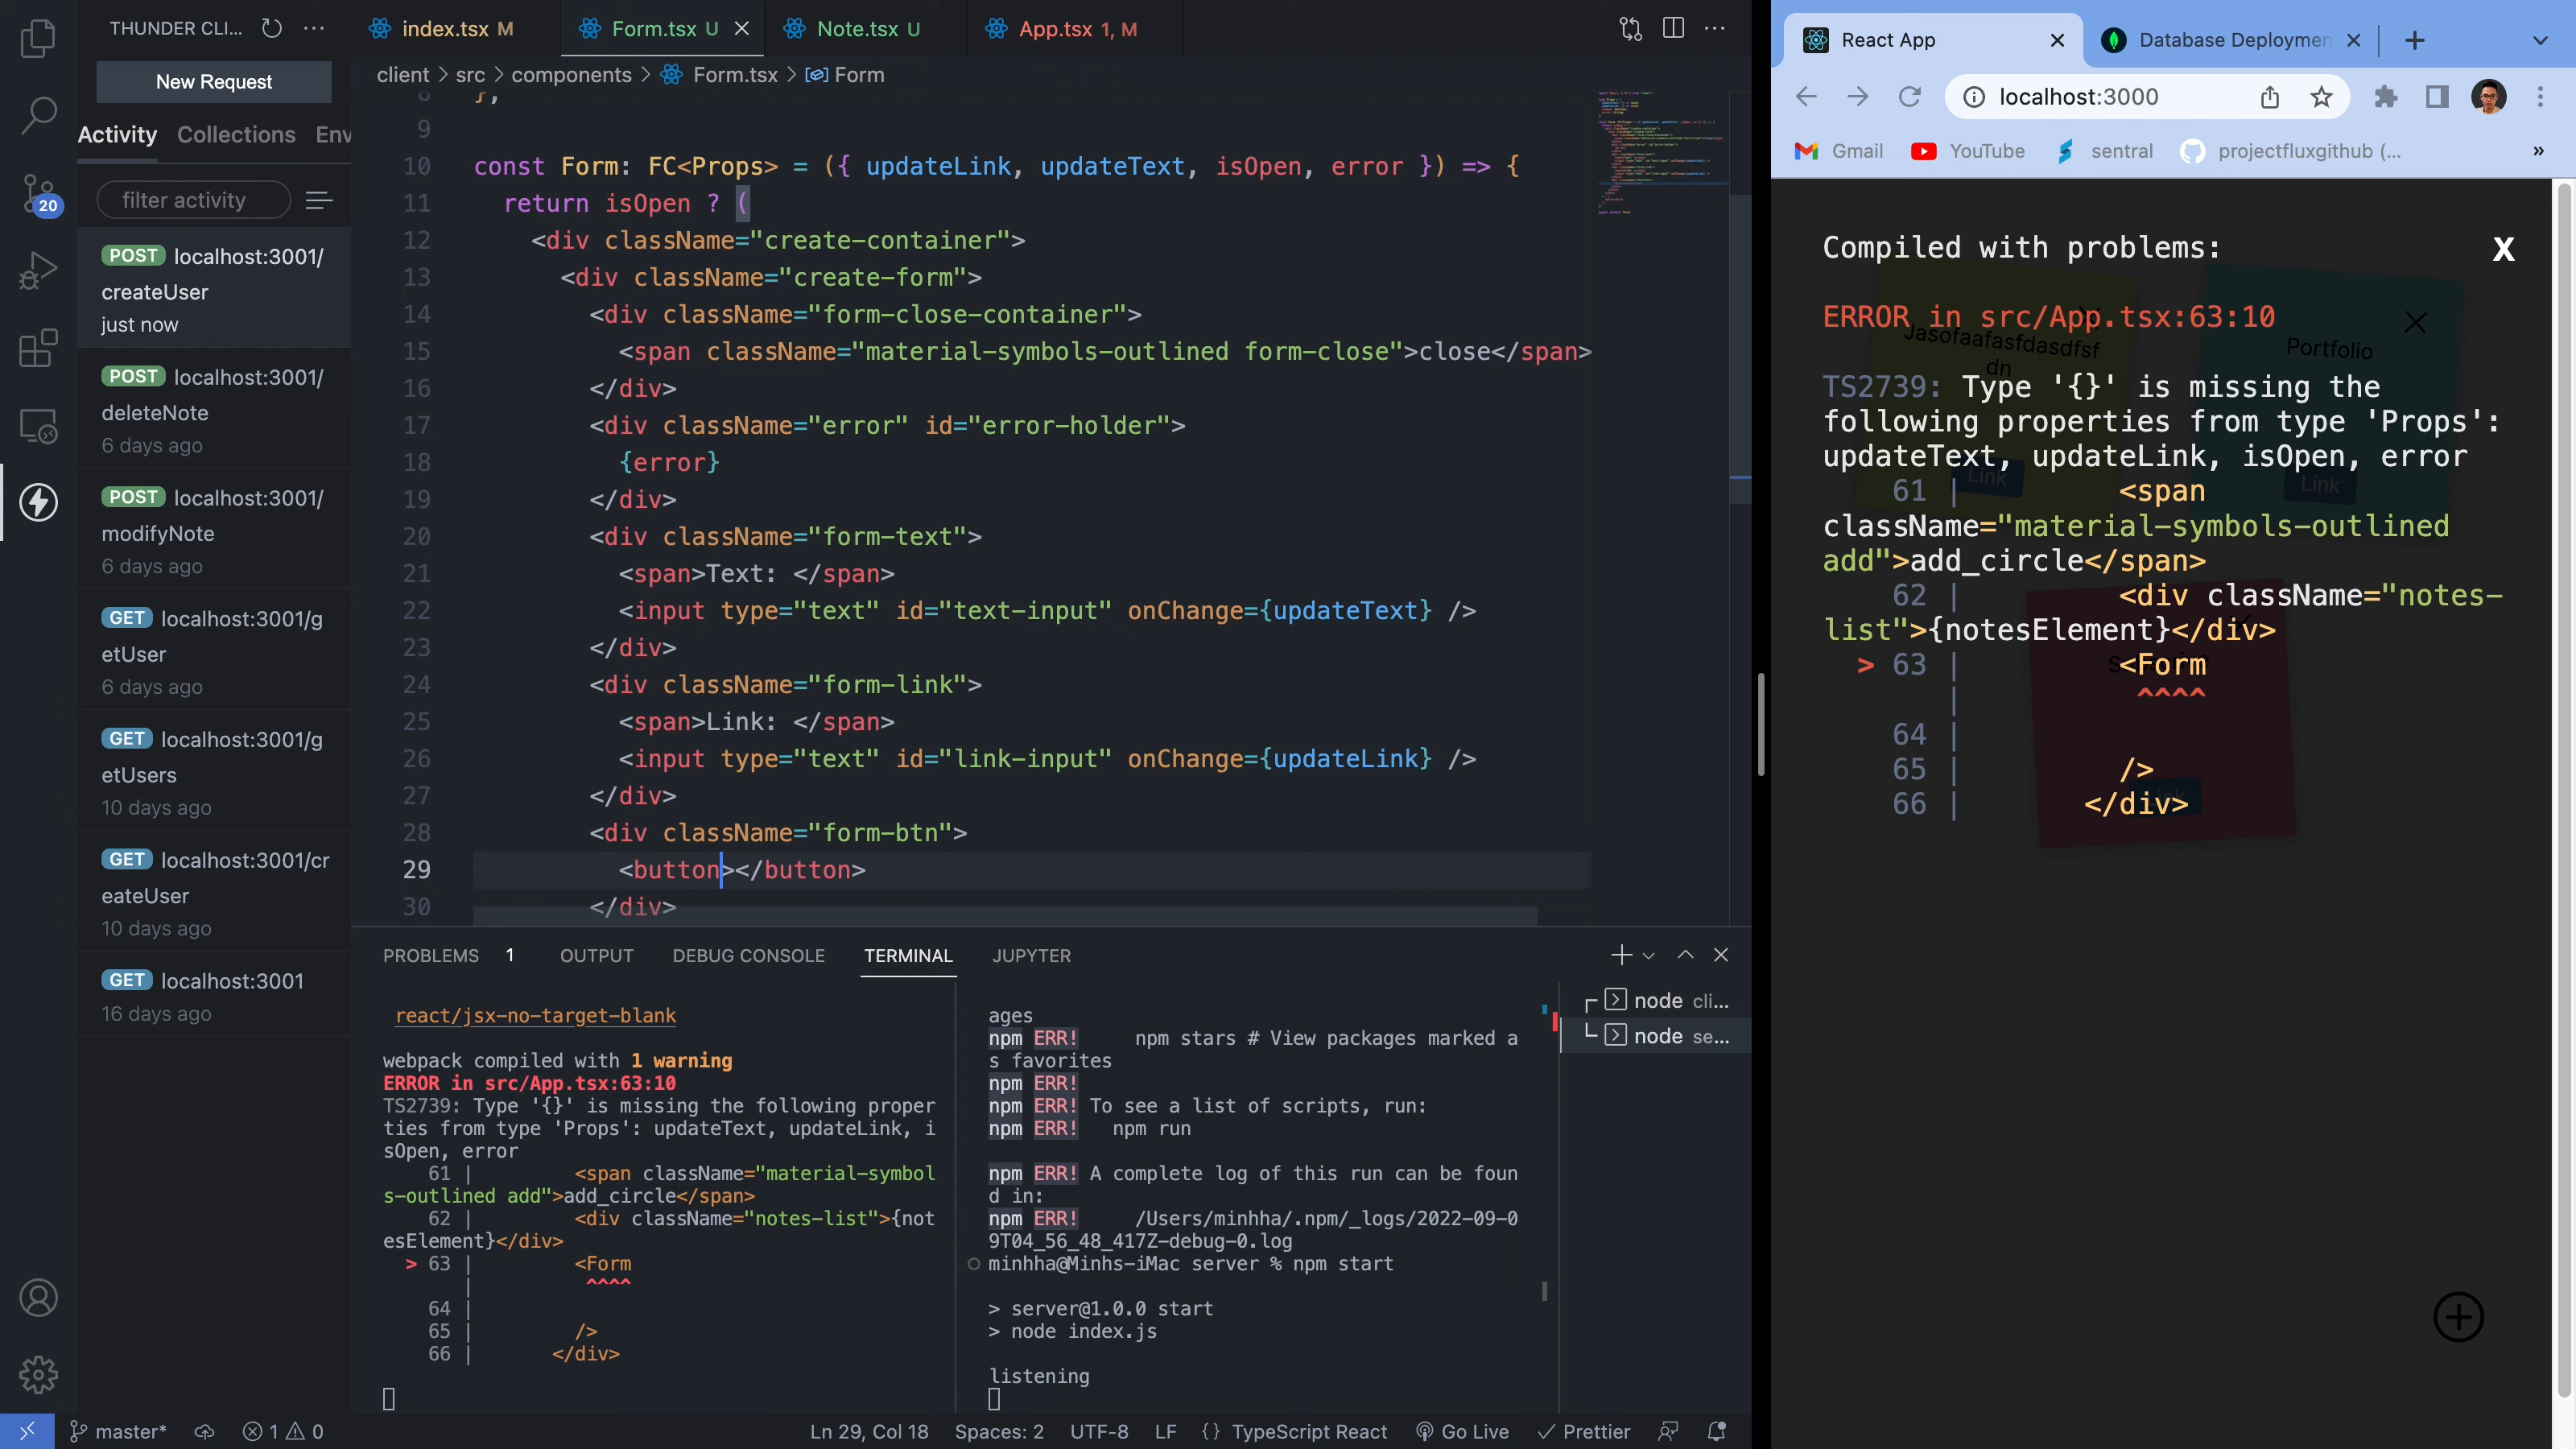 THUNDER CLI...
New Request
Activity Collections Env
filter activity
20
POST localhost:3001/
createUser
just now
POST localhost:3001/
deleteNote
6 days ago
POST localhost:3001/
modifyNote
6 days ago
GET localhost:3001/g
etUser
6 days ago
GET localhost:3001/g
etUsers
10 days ago
GET localhost:3001/cr
eateUser
10 days ago
GET localhost:3001
16 days ago
index.tsx M
Form.tsx U
Note.tsx U
App.tsx 1, M
client > src > components > Form.tsx > Form
8 },
9
10 const Form: FC<Props> = ({ updateLink, updateText, isOpen, error }) => {
11 return isOpen ? (
12 <div className="create-container">
13 <div className="create-form">
14 <div className="form-close-container">
15 <span className="material-symbols-outlined form-close">close</span>
16 </div>
17 <div className="error" id="error-holder">
18 {error}
19 </div>
20 <div className="form-text">
21 <span>Text: </span>
22 <input type="text" id="text-input" onChange={updateText} />
23 </div>
24 <div className="form-link">
25 <span>Link: </span>
26 <input type="text" id="link-input" onChange={updateLink} />
27 </div>
28 <div className="form-btn">
29 <button></button>
30 </div>
PROBLEMS 1 OUTPUT DEBUG CONSOLE TERMINAL JUPYTER
react/jsx-no-target-blank
webpack compiled with 1 warning
ERROR in src/App.tsx:63:10
TS2739: Type '{}' is missing the following proper
ties from type 'Props': updateText, updateLink, i
sOpen, error
61 | <span className="material-symbol
s-outlined add">add_circle</span>
62 | <div className="notes-list">{not
esElement}</div>
> 63 | <Form
| ^^^^
64 |
65 | />
66 | </div>
ages
npm ERR! npm stars # View packages marked a
s favorites
npm ERR!
npm ERR! To see a list of scripts, run:
npm ERR! npm run
npm ERR! A complete log of this run can be foun
d in:
npm ERR! /Users/minhha/.npm/_logs/2022-09-0
9T04_56_48_417Z-debug-0.log
minhha@Minhs-iMac server % npm start
> server@1.0.0 start
> node index.js
listening
node cli...
node se...
master* 1 0
Ln 29, Col 18 Spaces: 2 UTF-8 LF {} TypeScript React Go Live Prettier
React App
Database Deploymen
localhost:3000
Gmail YouTube sentral projectfluxgithub (... »
Compiled with problems:
X
ERROR in src/App.tsx:63:10
Jasofaafasfdasdfsf
dn
Portfolio
TS2739: Type '{}' is missing the
following properties from type 'Props':
updateText, updateLink, isOpen, error
Link
Link
61 | <span
className="material-symbols-outlined
add">add_circle</span>
62 | <div className="notes-
list">{notesElement}</div>
> 63 | <Form
| ^^^^
64 |
65 | />
Link
66 | </div>